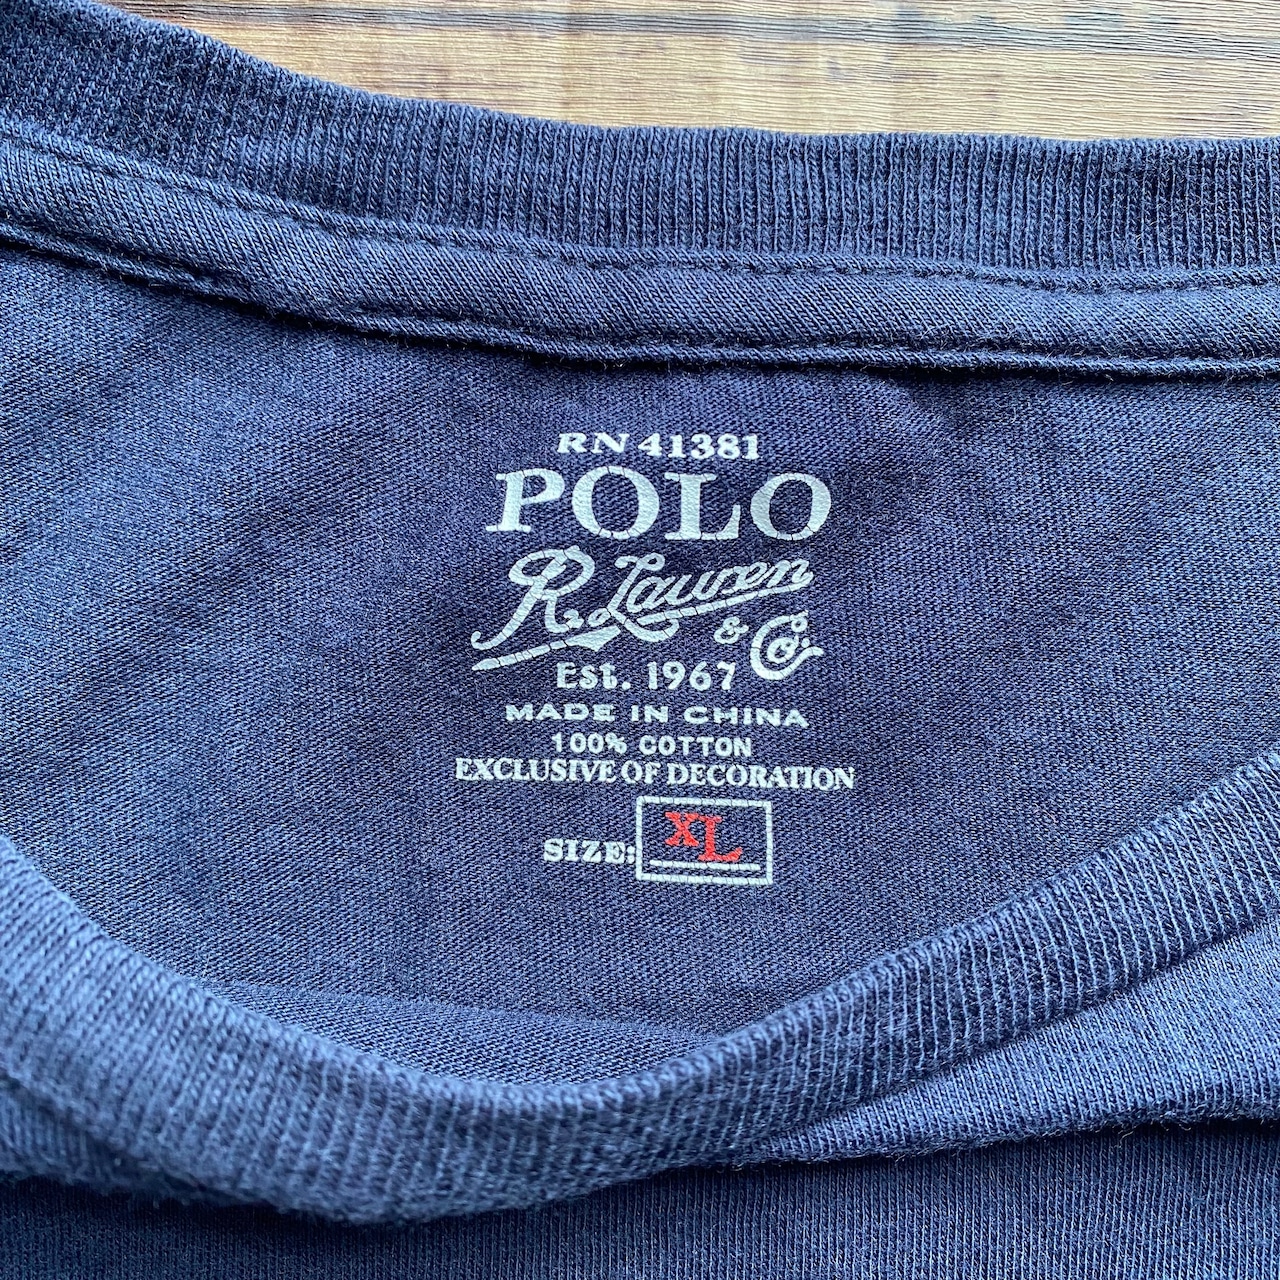 RN 41381
POLO
R. Lauren
& Co.
Est. 1967
MADE IN CHINA
100% COTTON
EXCLUSIVE OF DECORATION
SIZE: XL